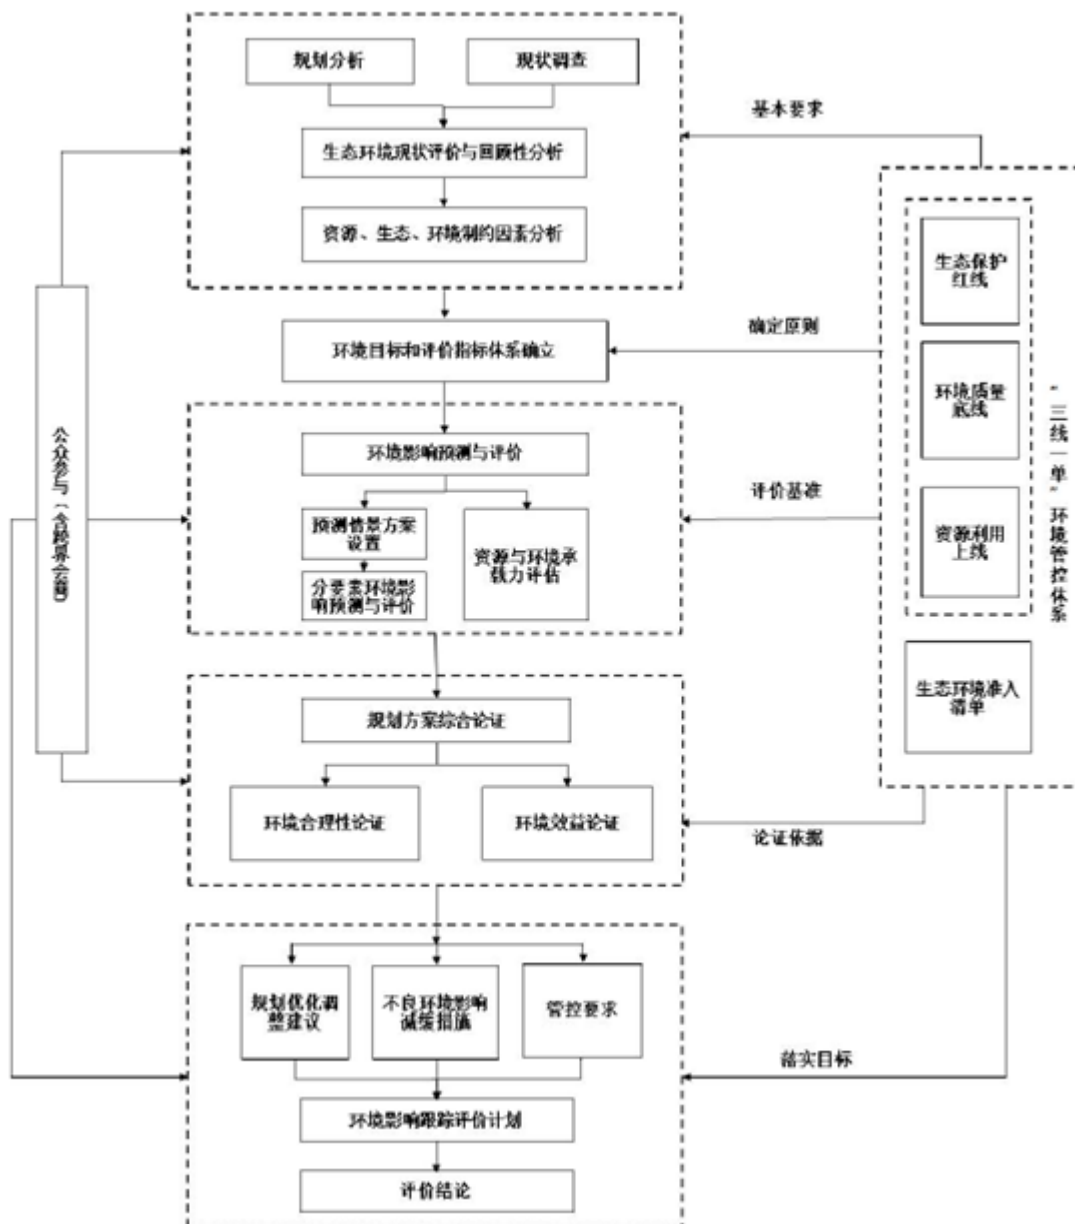 规划分析
现状调查
基本要求
生态环境现状评价与回顾性分析
资源、生态、环境制约因素分析
生态保护
红线
确定原则
环境目标和评价指标体系确立
环境质量
底线
公众参与（含跨界会商）
“三线一单”环境管控体系
环境影响预测与评价
评价基准
预测情景方案
设置
资源与环境承
载力评估
资源利用
上线
分要素环境影
响预测与评价
生态环境准入
清单
规划方案综合论证
环境合理性论证
环境效益论证
论证依据
规划优化调
整建议
不良环境影响
减缓措施
管控要求
落实目标
环境影响跟踪评价计划
评价结论